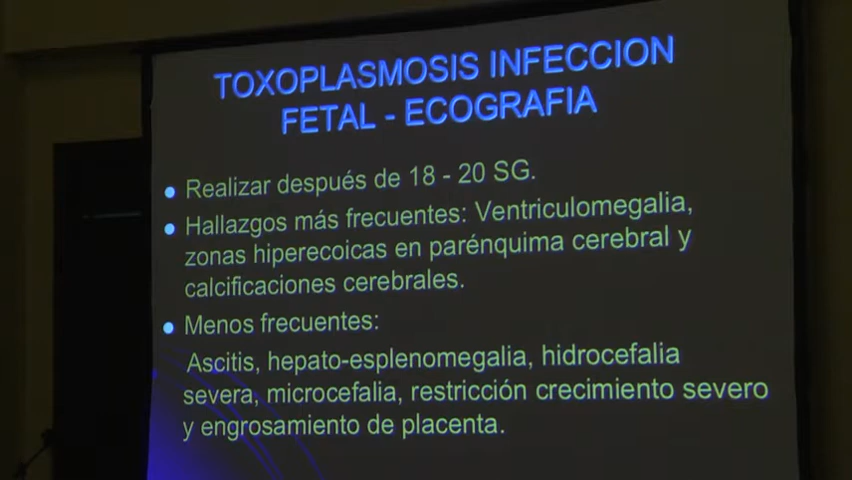 TOXOPLASMOSIS INFECCION
FETAL - ECOGRAFIA
Realizar después de 18 - 20 SG.
Hallazgos más frecuentes: Ventriculomegalia,
zonas hiperecoicas en parénquima cerebral y
calcificaciones cerebrales.
Menos frecuentes:
Ascitis, hepato-esplenomegalia, hidrocefalia
severa, microcefalia, restricción crecimiento severo
y engrosamiento de placenta.